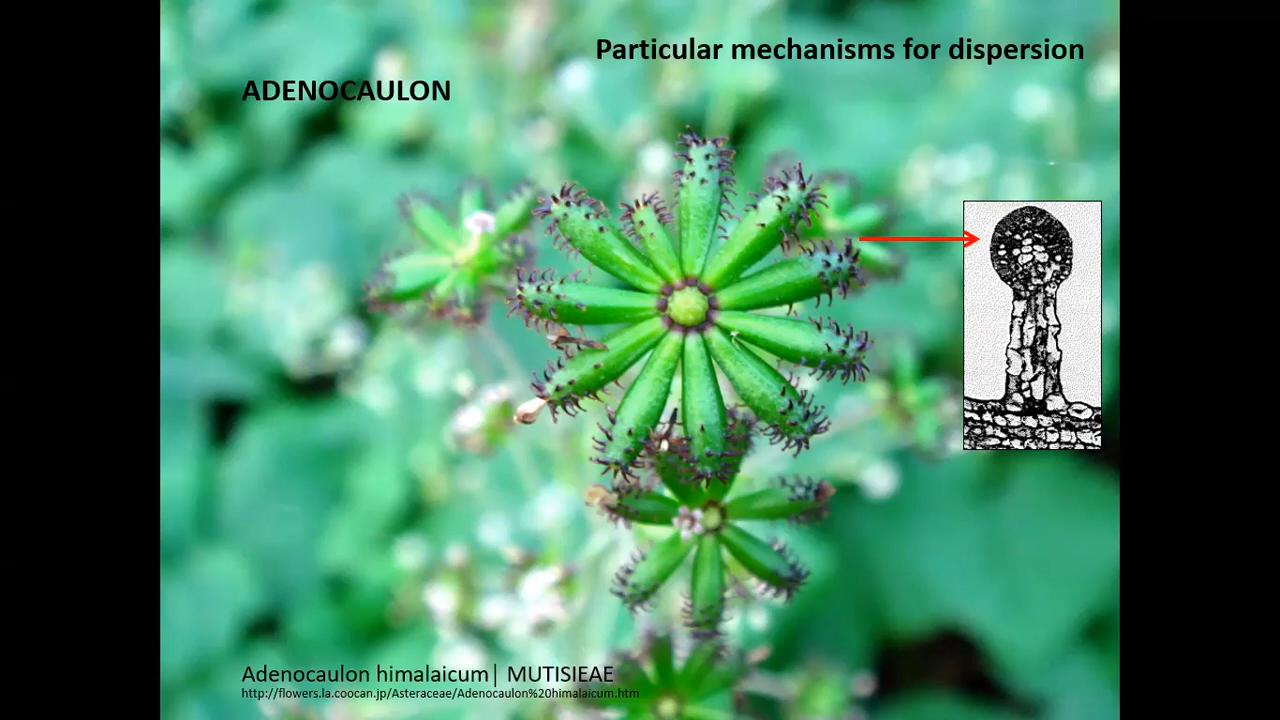 Particular mechanisms for dispersion
ADENOCAULON
Adenocaulon himalaicum| MUTISIEAE
http://flowers.la.coocan.jp/Asteraceae/Adenocaulon%20himalaicum.htm